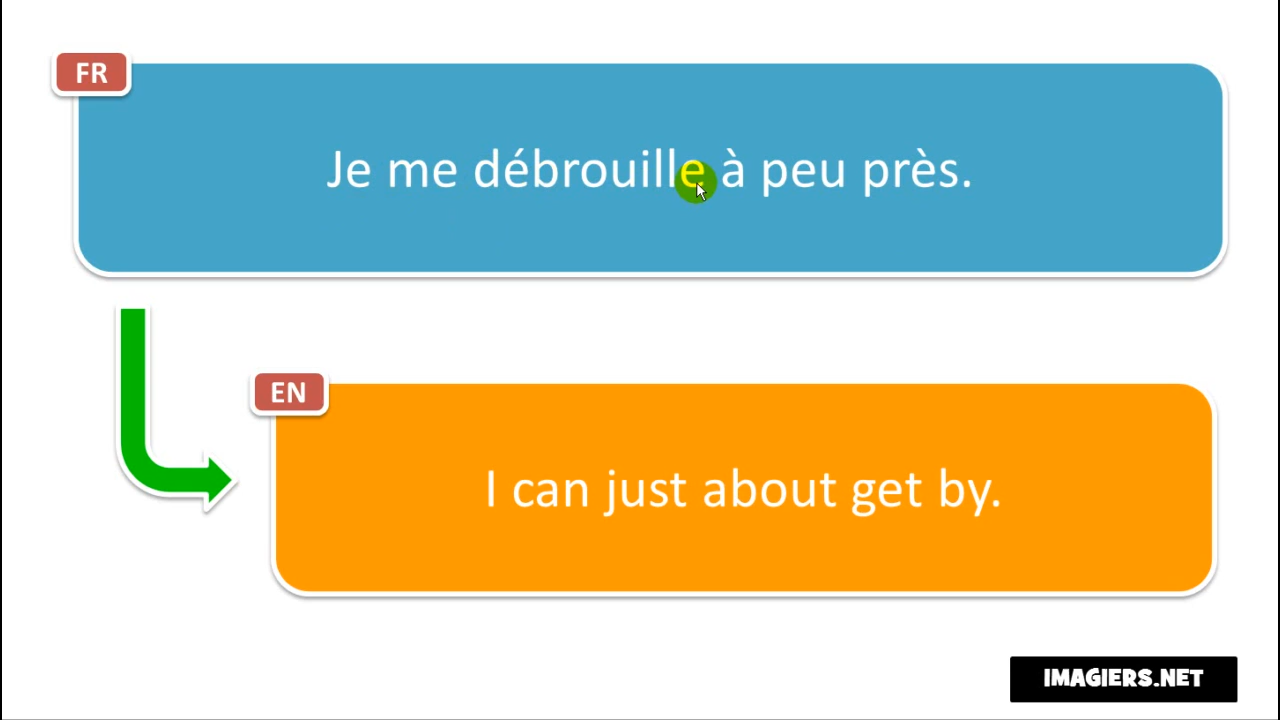 FR
Je me débrouille à peu près.
EN
I can just about get by.
IMAGIERS.NET